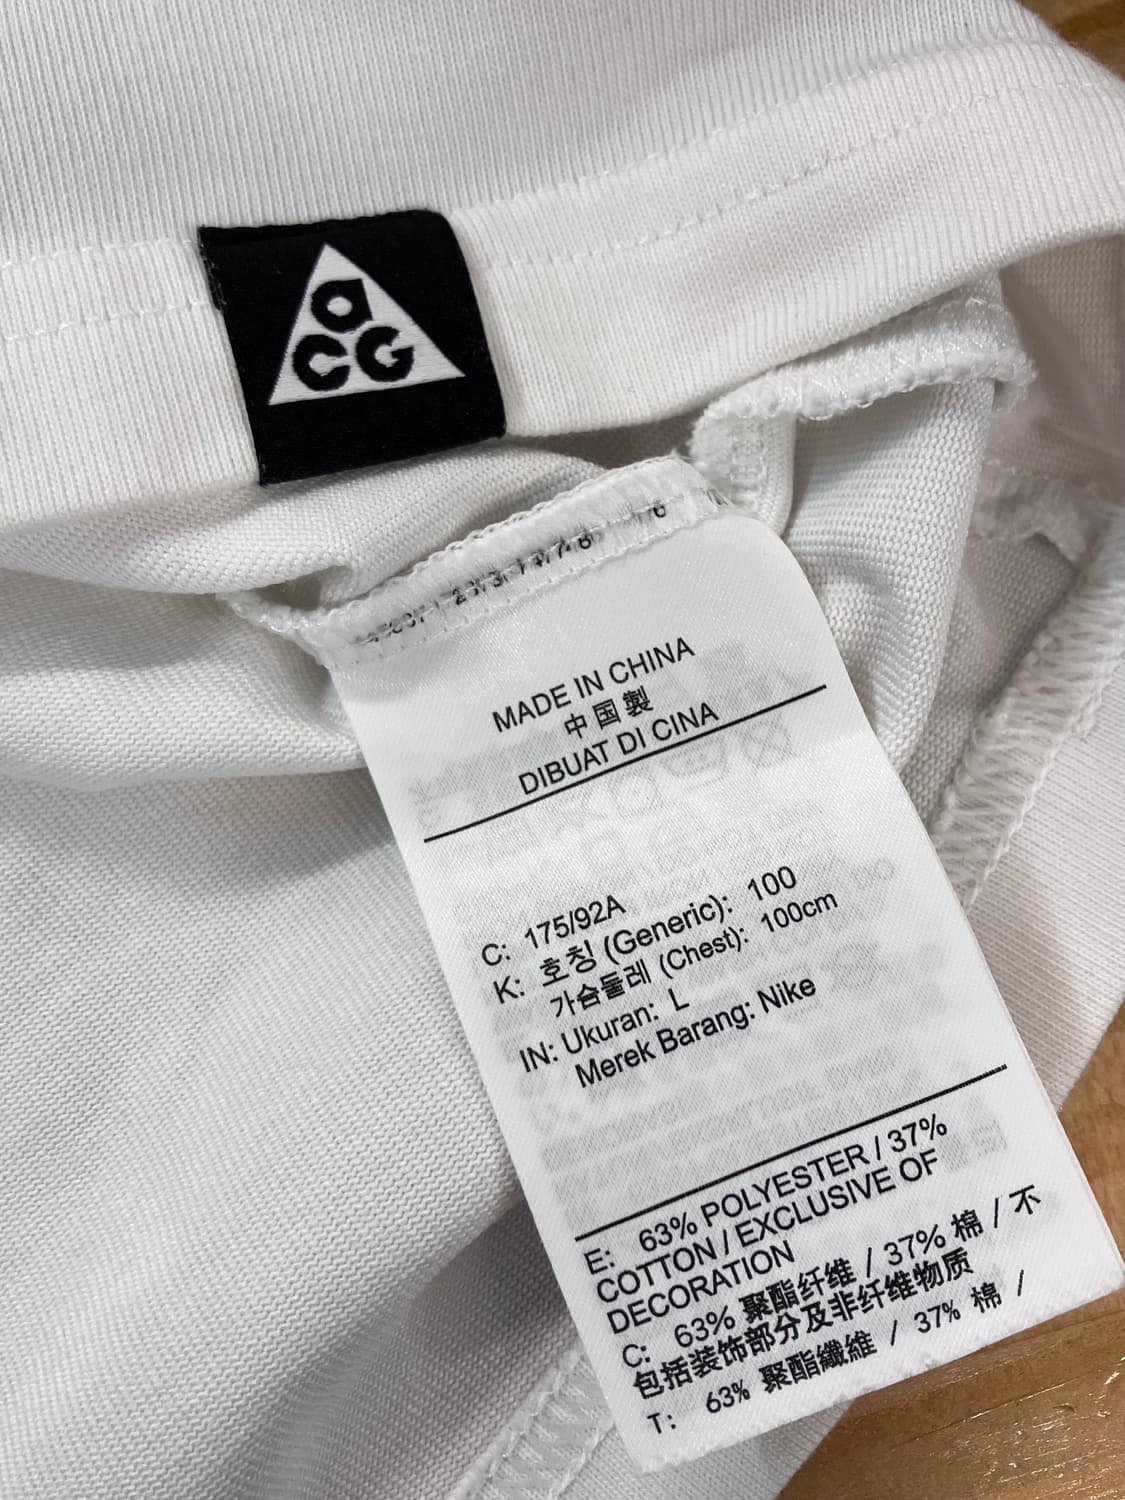 a
CG
MADE IN CHINA
中国製
DIBUAT DI CINA
C: 175/92A
K: 호칭 (Generic): 100
가슴둘레 (Chest): 100cm
IN: Ukuran: L
Merek Barang: Nike
E: 63% POLYESTER / 37%
COTTON / EXCLUSIVE OF
DECORATION
C: 63% 聚酯纤维 / 37% 棉 / 不
包括装饰部分及非纤维物质
T: 63% 聚酯纖維 / 37% 棉 /